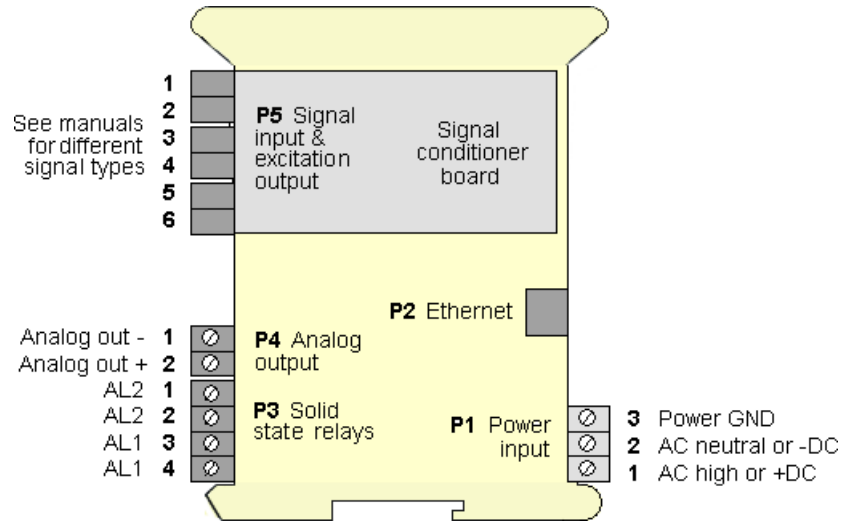 1
2
3
4
5
6
See manuals
for different
signal types
P5 Signal
input &
excitation
output
Signal
conditioner
board
P2 Ethernet
Analog out - 1
Analog out + 2
P4 Analog
output
AL2 1
AL2 2
AL1 3
AL1 4
P3 Solid
state relays
P1 Power
input
3 Power GND
2 AC neutral or -DC
1 AC high or +DC